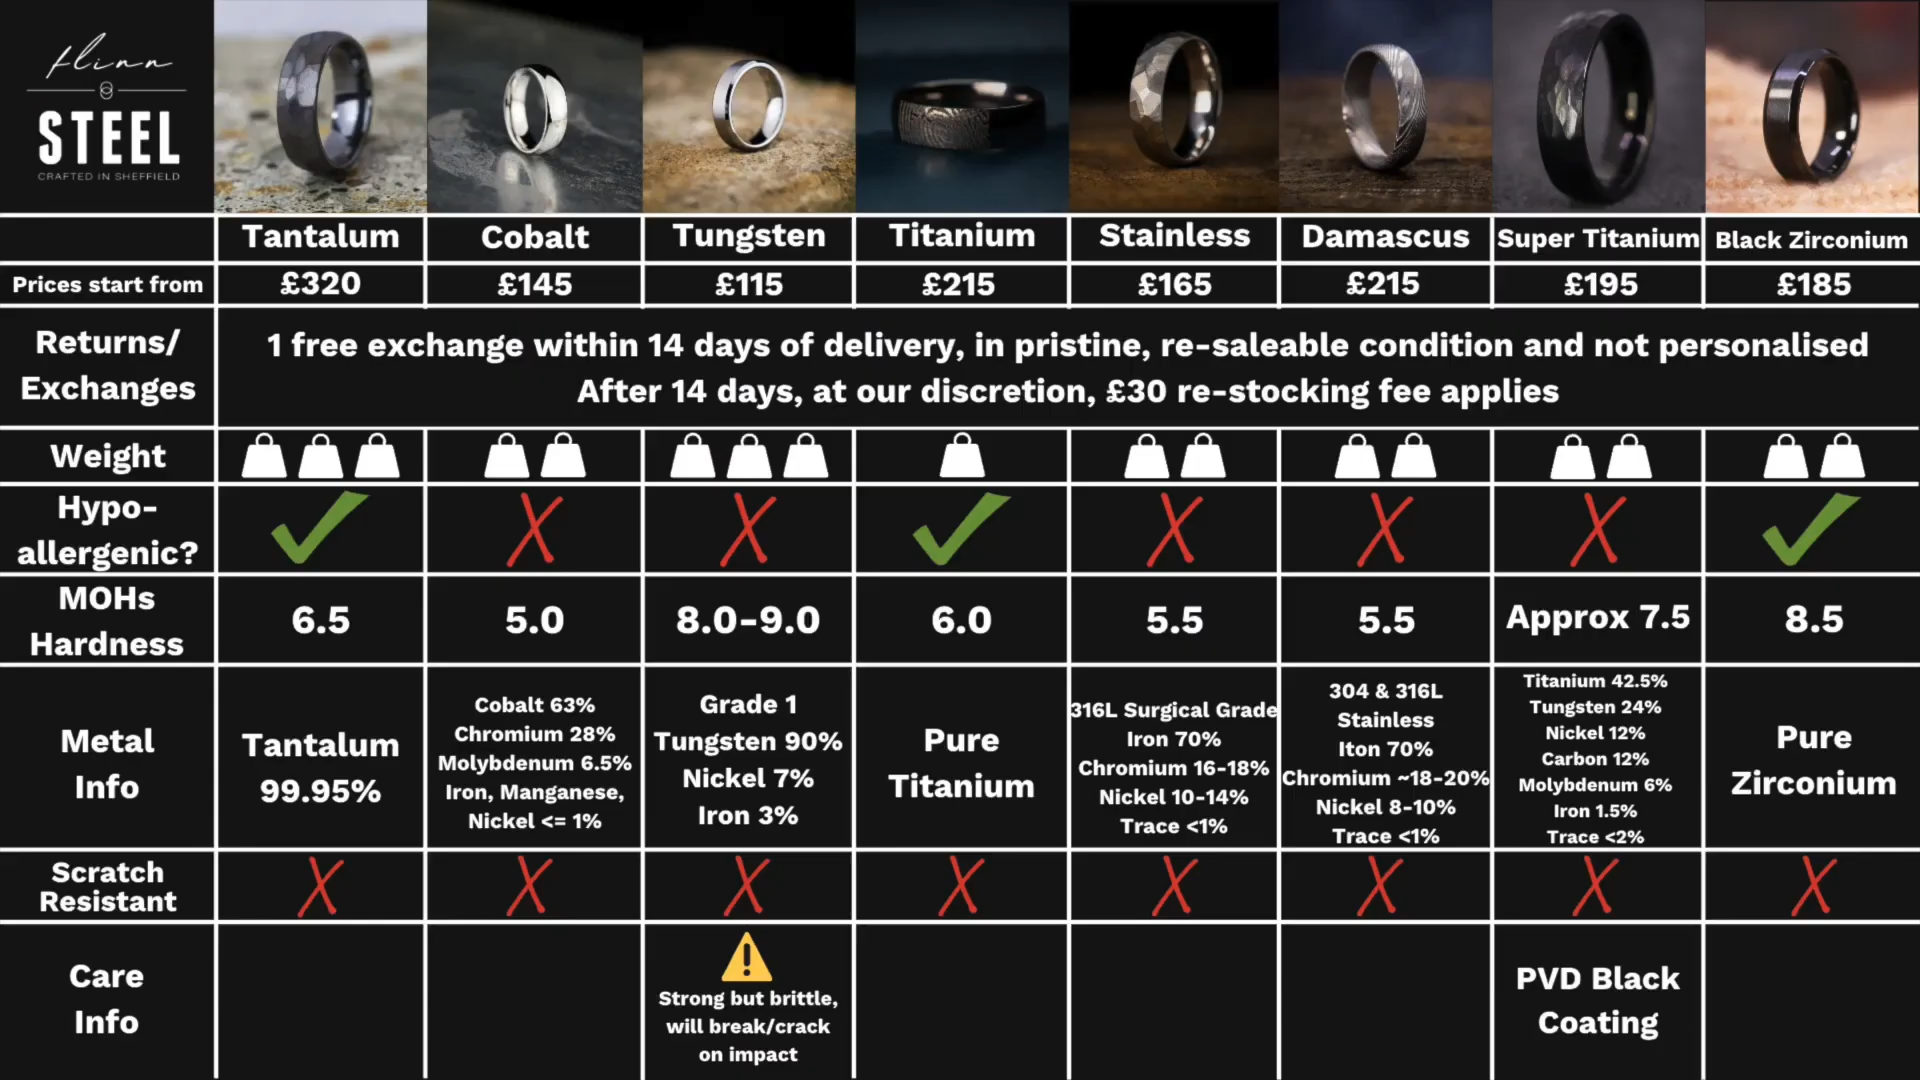 flinn
STEEL
CRAFTED IN SHEFFIELD
Tantalum Cobalt Tungsten Titanium Stainless Damascus Super Titanium Black Zirconium
Prices start from £320 £145 £115 £215 £165 £215 £195 £185
Returns/
Exchanges
1 free exchange within 14 days of delivery, in pristine, re-saleable condition and not personalised
After 14 days, at our discretion, £30 re-stocking fee applies
Weight
Hypo-
allergenic?
MOHs
Hardness
6.5 5.0 8.0-9.0 6.0 5.5 5.5 Approx 7.5 8.5
Metal
Info
Tantalum
99.95%
Cobalt 63%
Chromium 28%
Molybdenum 6.5%
Iron, Manganese,
Nickel <= 1%
Grade 1
Tungsten 90%
Nickel 7%
Iron 3%
Pure
Titanium
316L Surgical Grade
Iron 70%
Chromium 16-18%
Nickel 10-14%
Trace <1%
304 & 316L
Stainless
Iton 70%
Chromium ~18-20%
Nickel 8-10%
Trace <1%
Titanium 42.5%
Tungsten 24%
Nickel 12%
Carbon 12%
Molybdenum 6%
Iron 1.5%
Trace <2%
Pure
Zirconium
Scratch
Resistant
Care
Info
Strong but brittle,
will break/crack
on impact
PVD Black
Coating